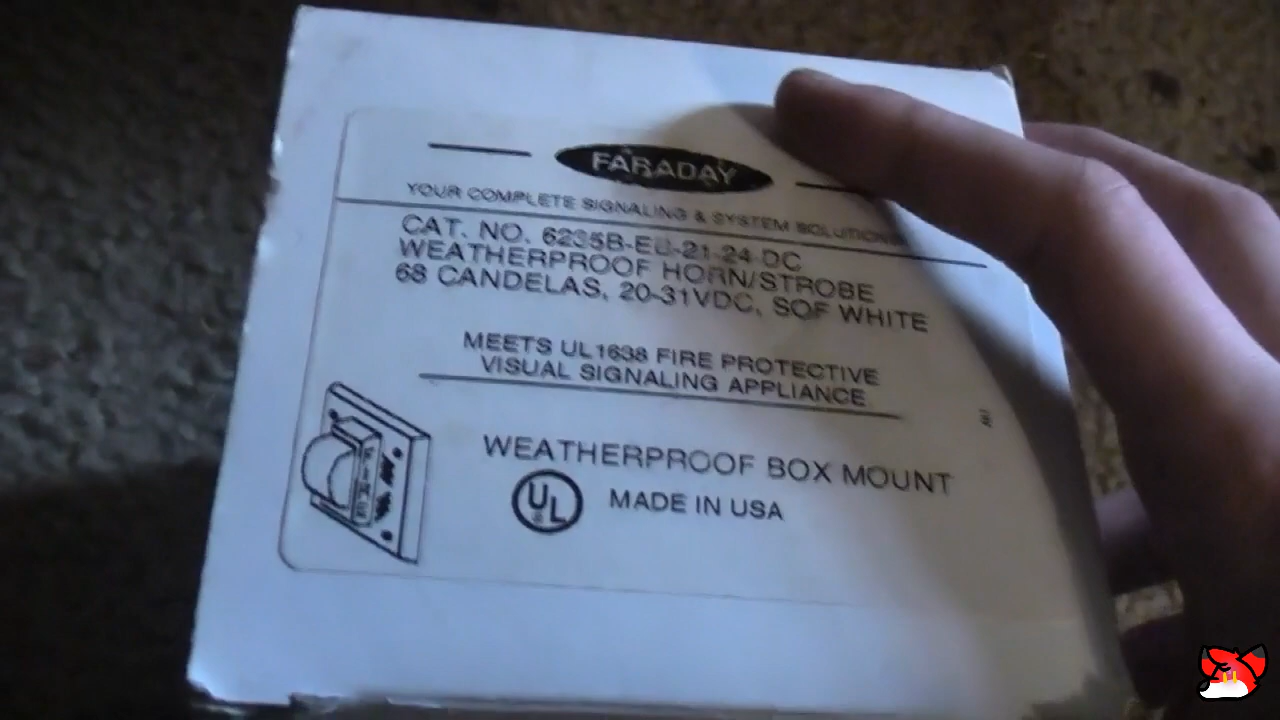 FARADAY
YOUR COMPLETE SIGNALING & SYSTEM SOLUTION
CAT. NO. 6235B-EL-21-24-DC
WEATHERPROOF HORN/STROBE
68 CANDELAS, 20-31VDC, SOF WHITE
MEETS UL1638 FIRE PROTECTIVE
VISUAL SIGNALING APPLIANCE
WEATHERPROOF BOX MOUNT
UL MADE IN USA